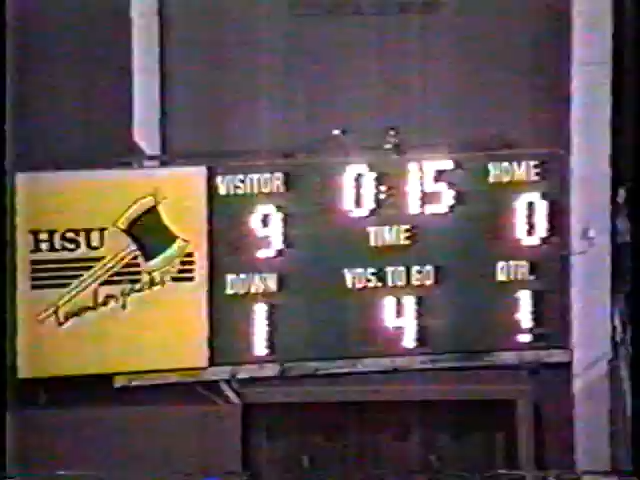 HSU
Lumberjacks
VISITOR 0:15 HOME
9 TIME 0
DOWN YDS. TO GO QTR.
1 4 1